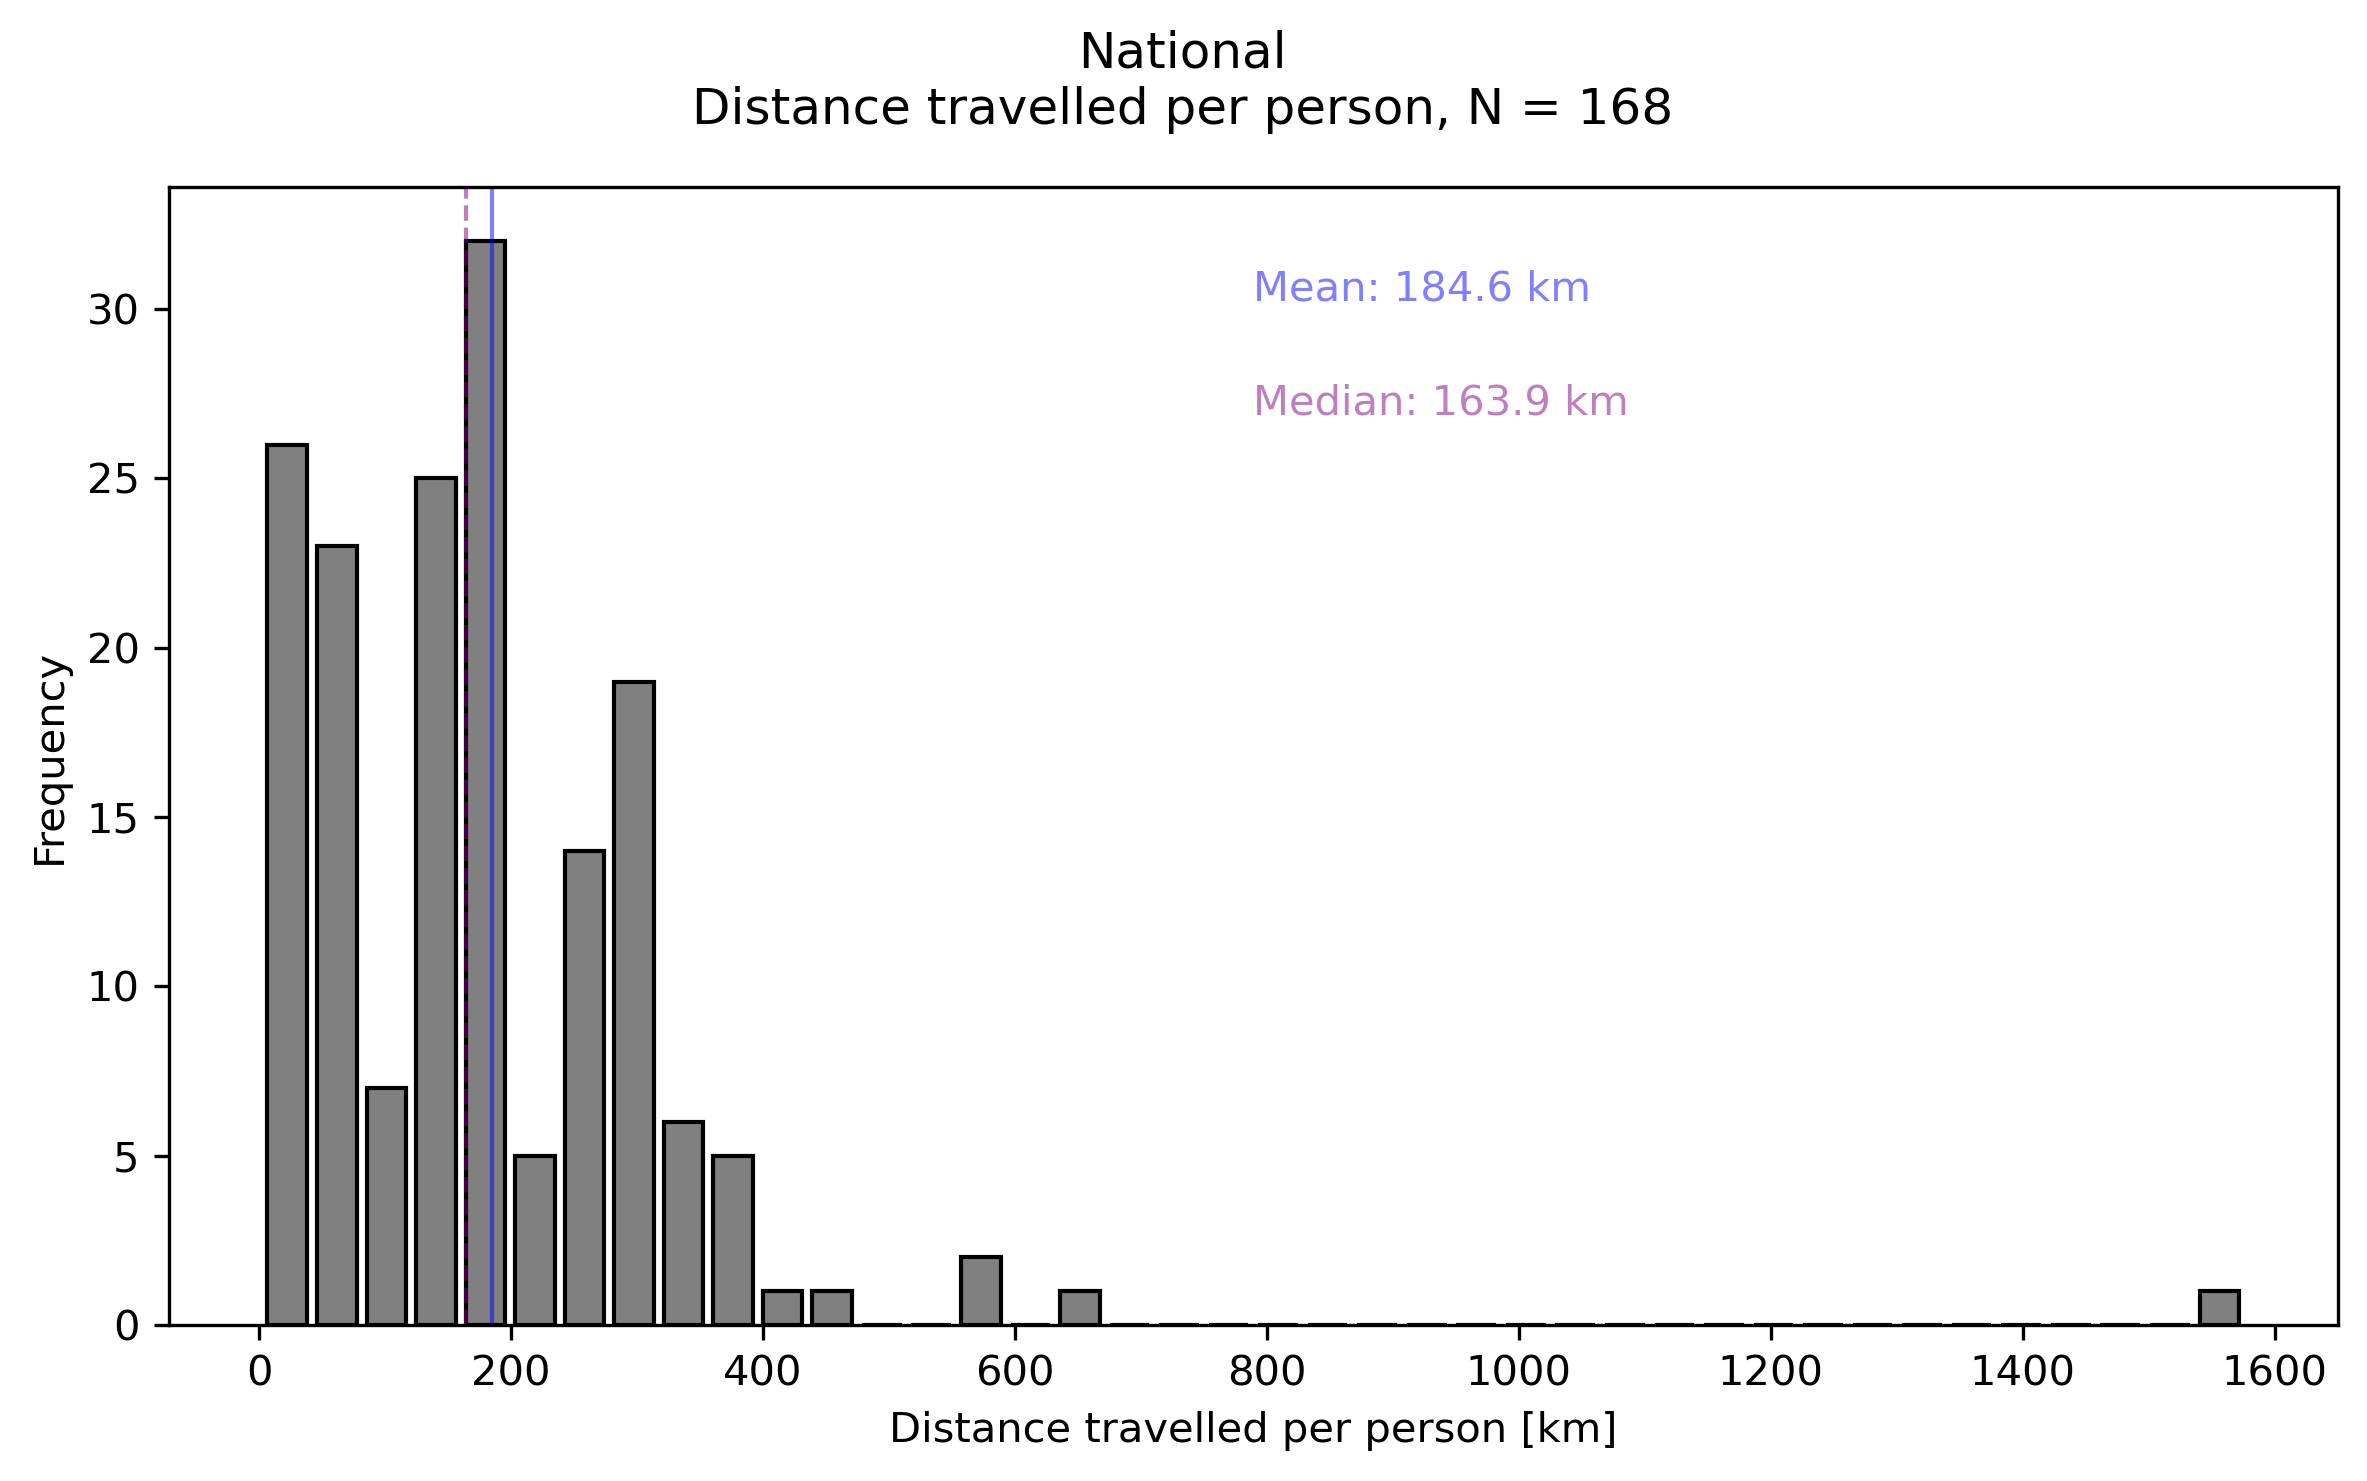 National
Distance travelled per person, N = 168
Mean: 184.6 km
Median: 163.9 km
Frequency
30
25
20
15
10
5
0
0 200 400 600 800 1000 1200 1400 1600
Distance travelled per person [km]